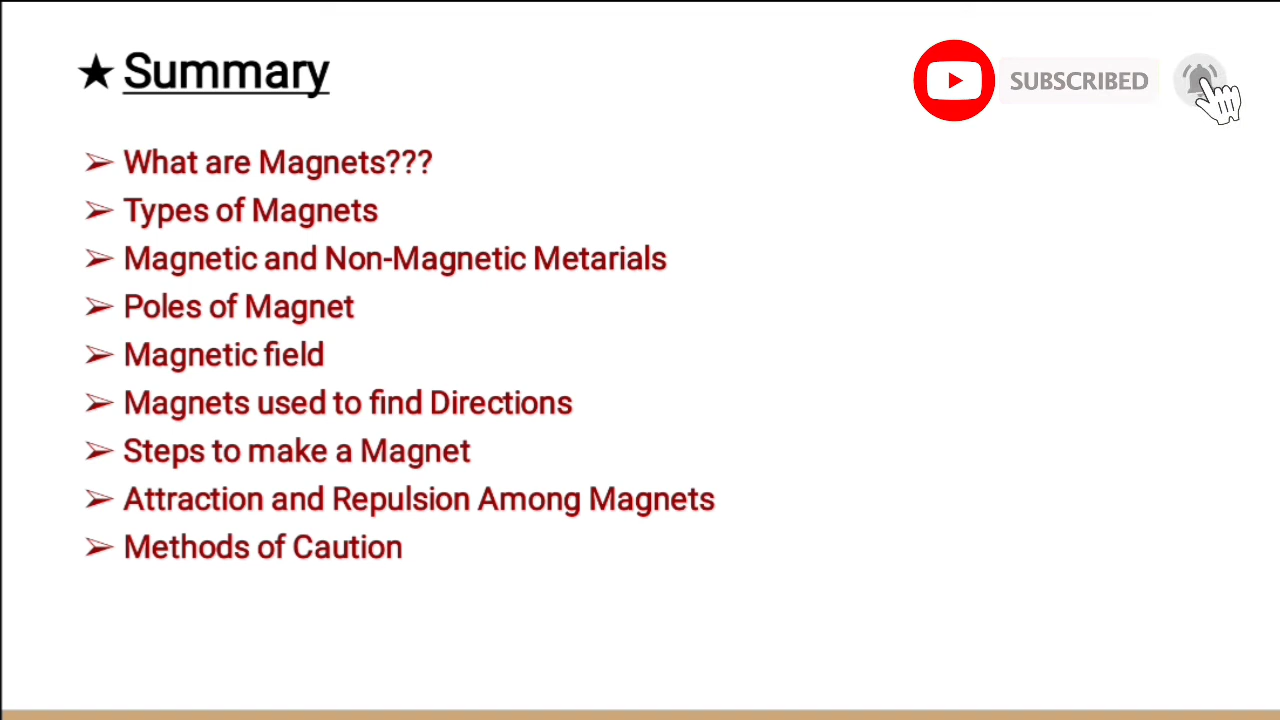 ★ Summary
SUBSCRIBED
➢ What are Magnets???
➢ Types of Magnets
➢ Magnetic and Non-Magnetic Metarials
➢ Poles of Magnet
➢ Magnetic field
➢ Magnets used to find Directions
➢ Steps to make a Magnet
➢ Attraction and Repulsion Among Magnets
➢ Methods of Caution